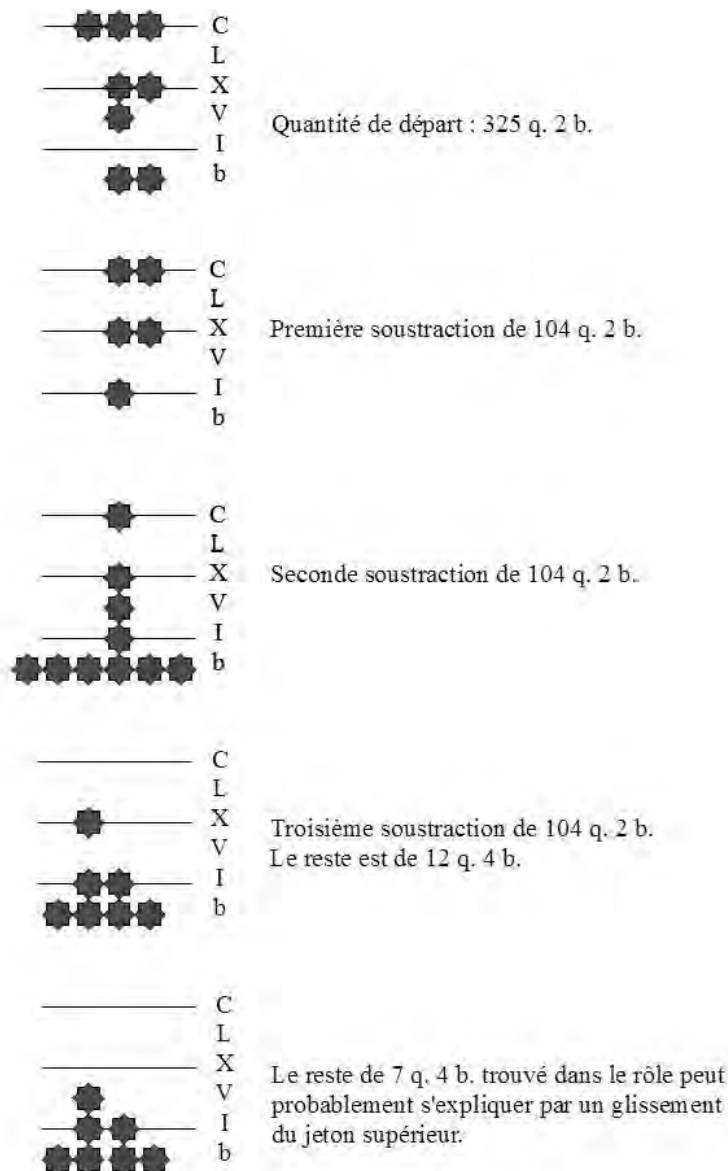 C
L
X
V
I
b
Quantité de départ : 325 q. 2 b.
C
L
X
V
I
b
Première soustraction de 104 q. 2 b.
C
L
X
V
I
b
Seconde soustraction de 104 q. 2 b.
C
L
X
V
I
b
Troisième soustraction de 104 q. 2 b.
Le reste est de 12 q. 4 b.
C
L
X
V
I
b
Le reste de 7 q. 4 b. trouvé dans le rôle peut
probablement s'expliquer par un glissement
du jeton supérieur.